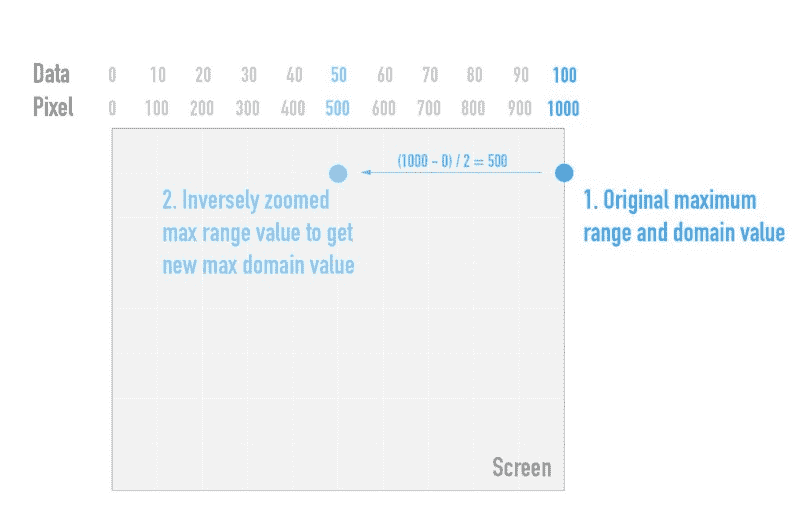 Data 0 10 20 30 40 50 60 70 80 90 100
Pixel 0 100 200 300 400 500 600 700 800 900 1000
(1000 - 0) / 2 = 500
2. Inversely zoomed
max range value to get
new max domain value
1. Original maximum
range and domain value
Screen